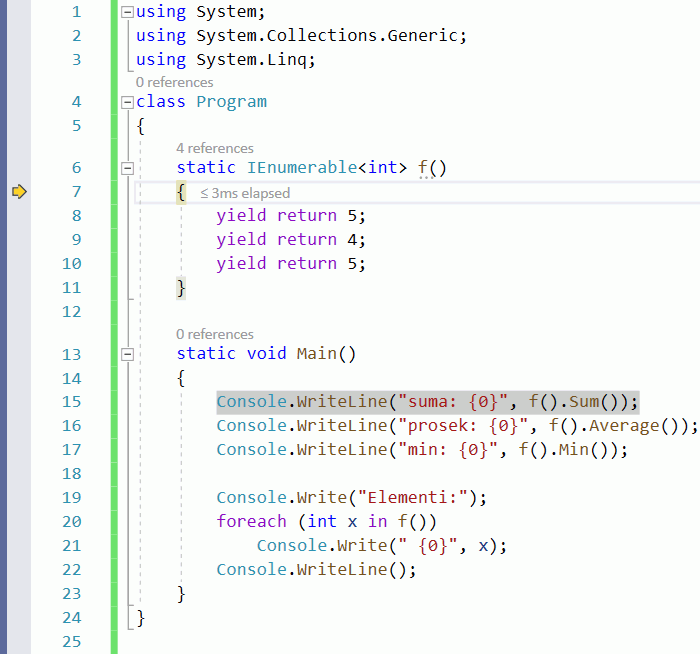 1 using System;
2 using System.Collections.Generic;
3 using System.Linq;
0 references
4 class Program
5 {
4 references
6 static IEnumerable<int> f()
7 { ≤ 3ms elapsed
8 yield return 5;
9 yield return 4;
10 yield return 5;
11 }
12
0 references
13 static void Main()
14 {
15 Console.WriteLine("suma: {0}", f().Sum());
16 Console.WriteLine("prosek: {0}", f().Average());
17 Console.WriteLine("min: {0}", f().Min());
18
19 Console.Write("Elementi:");
20 foreach (int x in f())
21 Console.Write(" {0}", x);
22 Console.WriteLine();
23 }
24 }
25